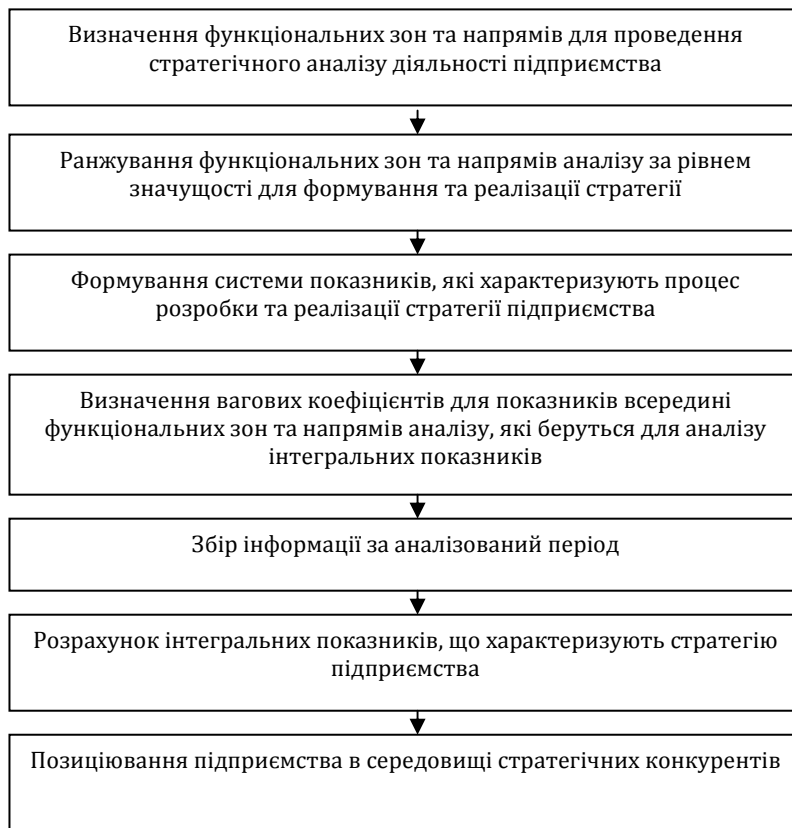 Визначення функціональних зон та напрямів для проведення
стратегічного аналізу діяльності підприємства
Ранжування функціональних зон та напрямів аналізу за рівнем
значущості для формування та реалізації стратегії
Формування системи показників, які характеризують процес
розробки та реалізації стратегії підприємства
Визначення вагових коефіцієнтів для показників всередині
функціональних зон та напрямів аналізу, які беруться для аналізу
інтегральних показників
Збір інформації за аналізований період
Розрахунок інтегральних показників, що характеризують стратегію
підприємства
Позиціювання підприємства в середовищі стратегічних конкурентів